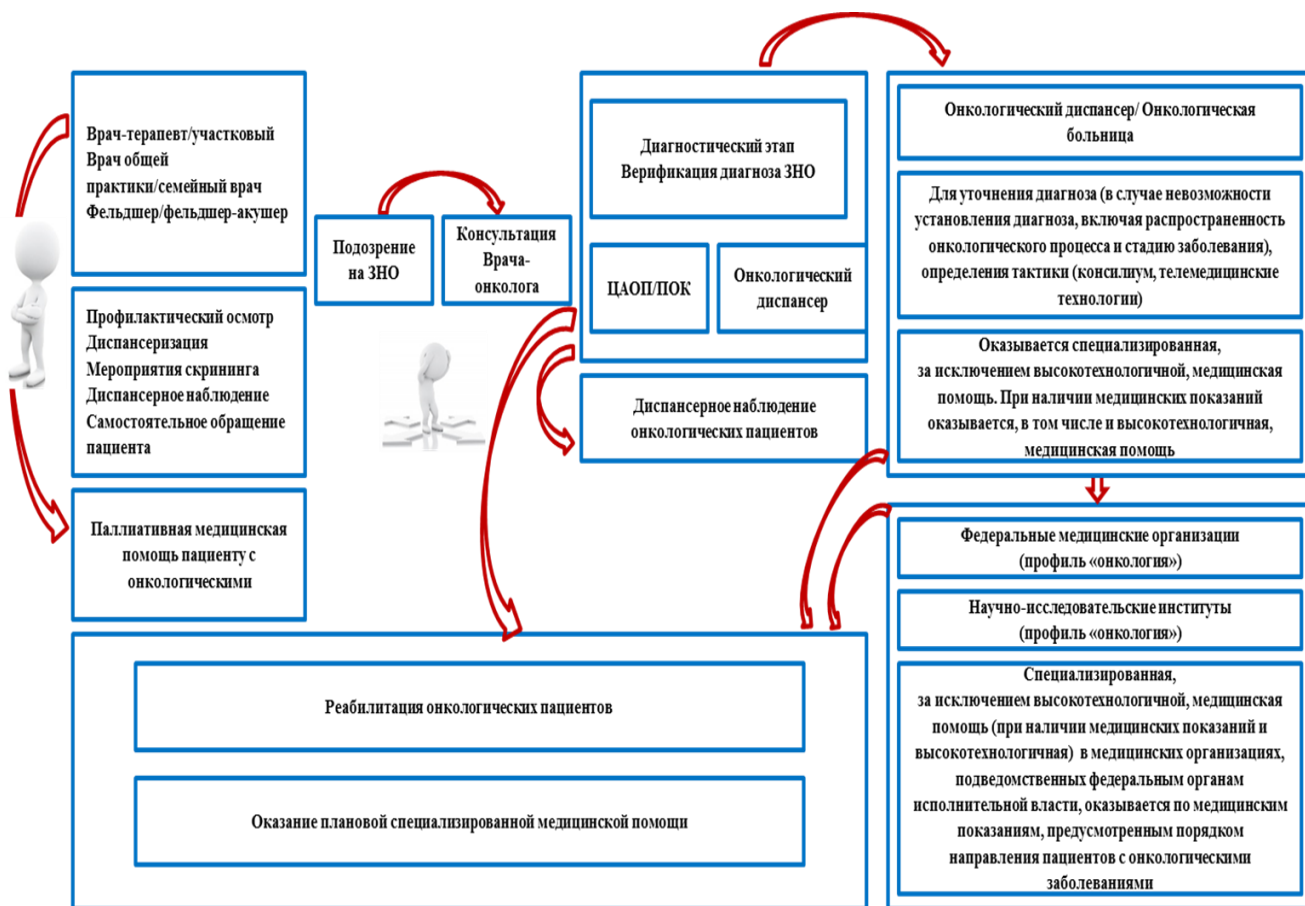 Врач-терапевт/участковый
Врач общей
практики/семейный врач
Фельдшер/фельдшер-акушер
Профилактический осмотр
Диспансеризация
Мероприятия скрининга
Диспансерное наблюдение
Самостоятельное обращение
пациента
Паллиативная медицинская
помощь пациенту с
онкологическими
Подозрение
на ЗНО
Консультация
Врача-
онколога
Диагностический этап
Верификация диагноза ЗНО
ЦАОП/ПОК
Онкологический
диспансер
Диспансерное наблюдение
онкологических пациентов
Онкологический диспансер/ Онкологическая
больница
Для уточнения диагноза (в случае невозможности
установления диагноза, включая распространенность
онкологического процесса и стадию заболевания),
определения тактики (консилиум, телемедицинские
технологии)
Оказывается специализированная,
за исключением высокотехнологичной, медицинская
помощь. При наличии медицинских показаний
оказывается, в том числе и высокотехнологичная,
медицинская помощь
Федеральные медицинские организации
(профиль «онкология»)
Научно-исследовательские институты
(профиль «онкология»)
Специализированная,
за исключением высокотехнологичной, медицинская
помощь (при наличии медицинских показаний и
высокотехнологичная) в медицинских организациях,
подведомственных федеральным органам
исполнительной власти, оказывается по медицинским
показаниям, предусмотренным порядком
направления пациентов с онкологическими
заболеваниями
Реабилитация онкологических пациентов
Оказание плановой специализированной медицинской помощи